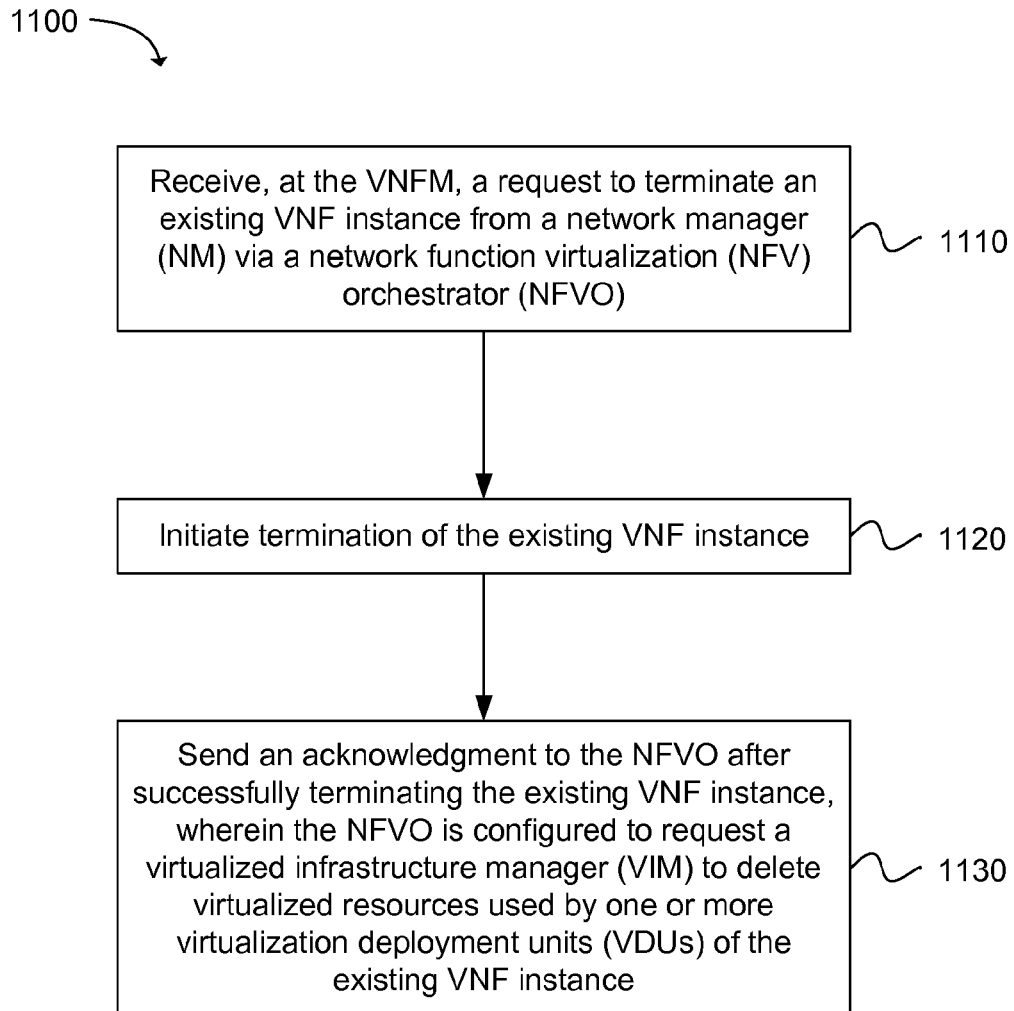 1100
Receive, at the VNFM, a request to terminate an
existing VNF instance from a network manager
(NM) via a network function virtualization (NFV)
orchestrator (NFVO)
1110
Initiate termination of the existing VNF instance
1120
Send an acknowledgment to the NFVO after
successfully terminating the existing VNF instance,
wherein the NFVO is configured to request a
virtualized infrastructure manager (VIM) to delete
virtualized resources used by one or more
virtualization deployment units (VDUs) of the
existing VNF instance
1130